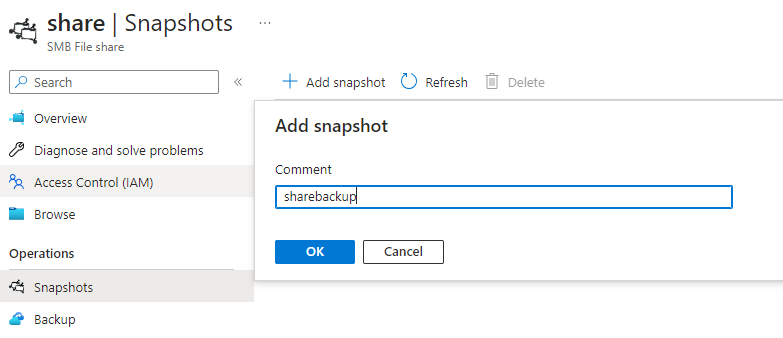 share | Snapshots ...
SMB File share
Search «
Add snapshot Refresh Delete
Overview
Diagnose and solve problems
Access Control (IAM)
Browse
Operations
Snapshots
Backup
Add snapshot
Comment
sharebackup
OK Cancel